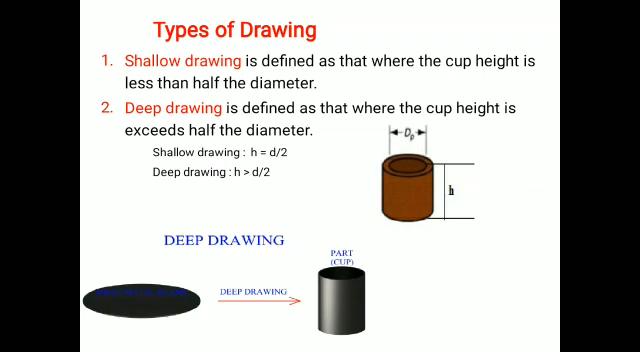 Types of Drawing
1. Shallow drawing is defined as that where the cup height is
less than half the diameter.
2. Deep drawing is defined as that where the cup height is
exceeds half the diameter.
Shallow drawing : h = d/2
Deep drawing : h > d/2
Dp
h
DEEP DRAWING
PART
(CUP)
DEEP DRAWING